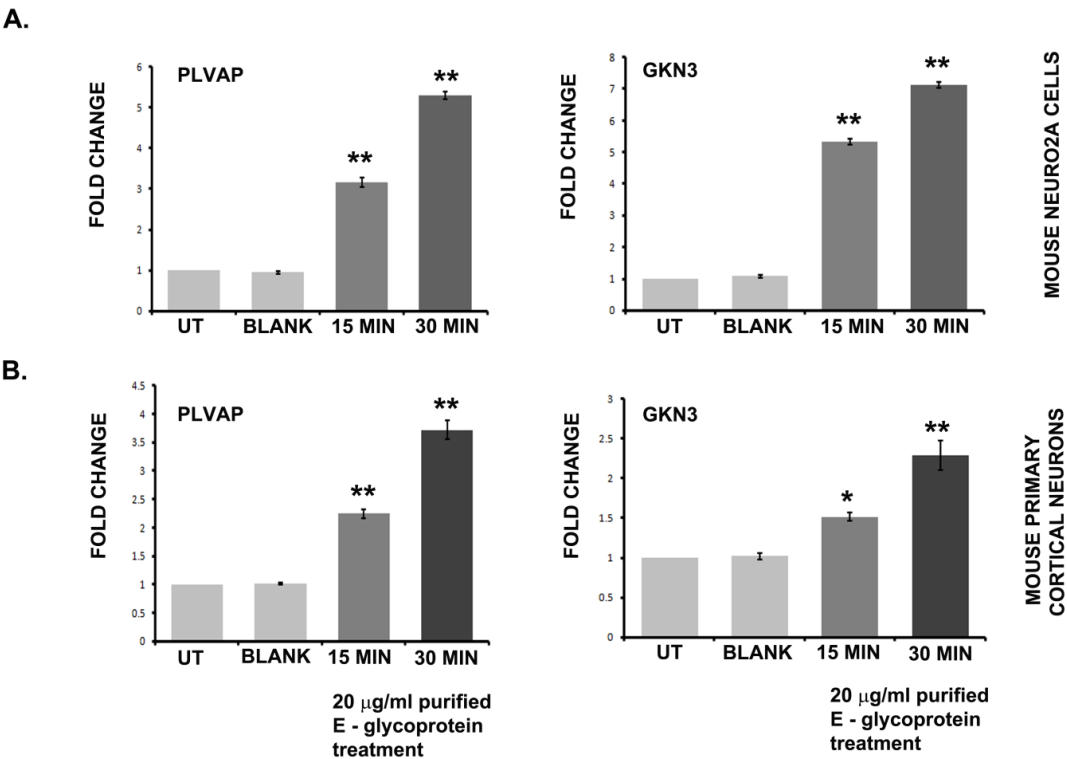 A.
PLVAP
FOLD CHANGE
6
5
4
3
2
1
0
**
**
UT BLANK 15 MIN 30 MIN
GKN3
FOLD CHANGE
8
7
6
5
4
3
2
1
0
**
**
UT BLANK 15 MIN 30 MIN
MOUSE NEURO2A CELLS
B.
PLVAP
FOLD CHANGE
4.5
4
3.5
3
2.5
2
1.5
1
0.5
0
**
**
UT BLANK 15 MIN 30 MIN
20 µg/ml purified
E - glycoprotein
treatment
GKN3
FOLD CHANGE
3
2.5
2
1.5
1
0.5
0
*
**
UT BLANK 15 MIN 30 MIN
20 µg/ml purified
E - glycoprotein
treatment
MOUSE PRIMARY
CORTICAL NEURONS